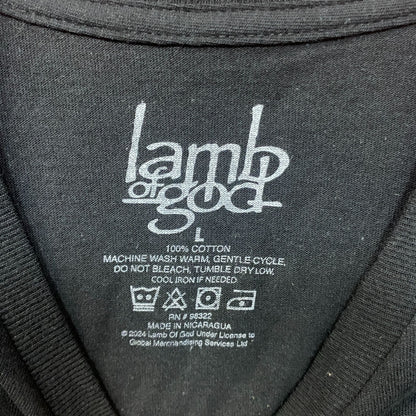 lamb
of god
L
100% COTTON
MACHINE WASH WARM, GENTLE CYCLE,
DO NOT BLEACH, TUMBLE DRY LOW,
COOL IRON IF NEEDED.
RN # 98322
MADE IN NICARAGUA
© 2024 Lamb Of God Under License to
Global Merchandising Services Ltd